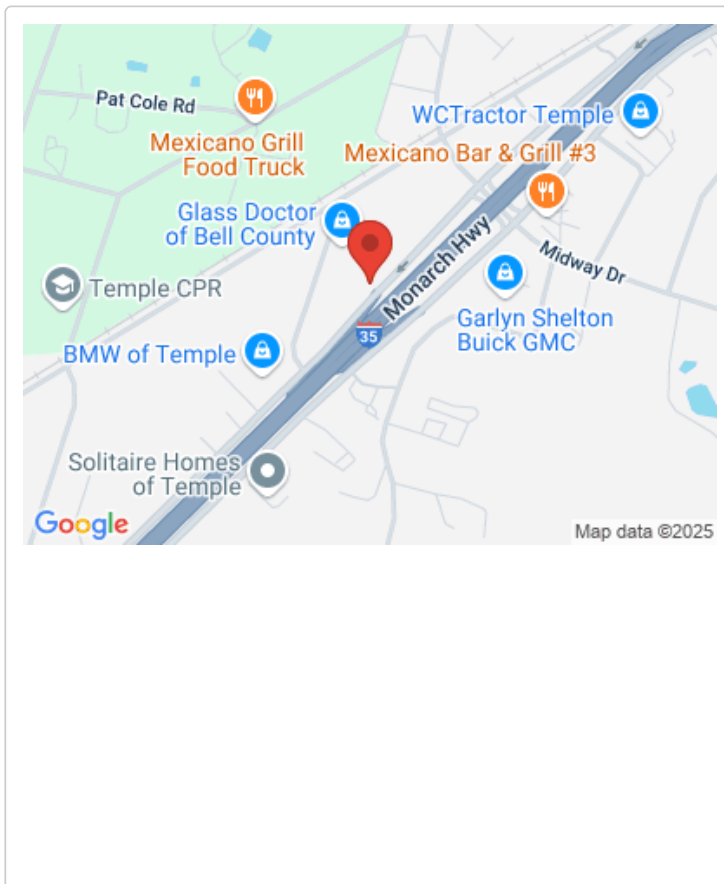 Pat Cole Rd
WCTractor Temple
Mexicano Grill
Food Truck
Mexicano Bar & Grill #3
Glass Doctor
of Bell County
Monarch Hwy
Midway Dr
Temple CPR
35
Garlyn Shelton
Buick GMC
BMW of Temple
Solitaire Homes
of Temple
Google
Map data ©2025